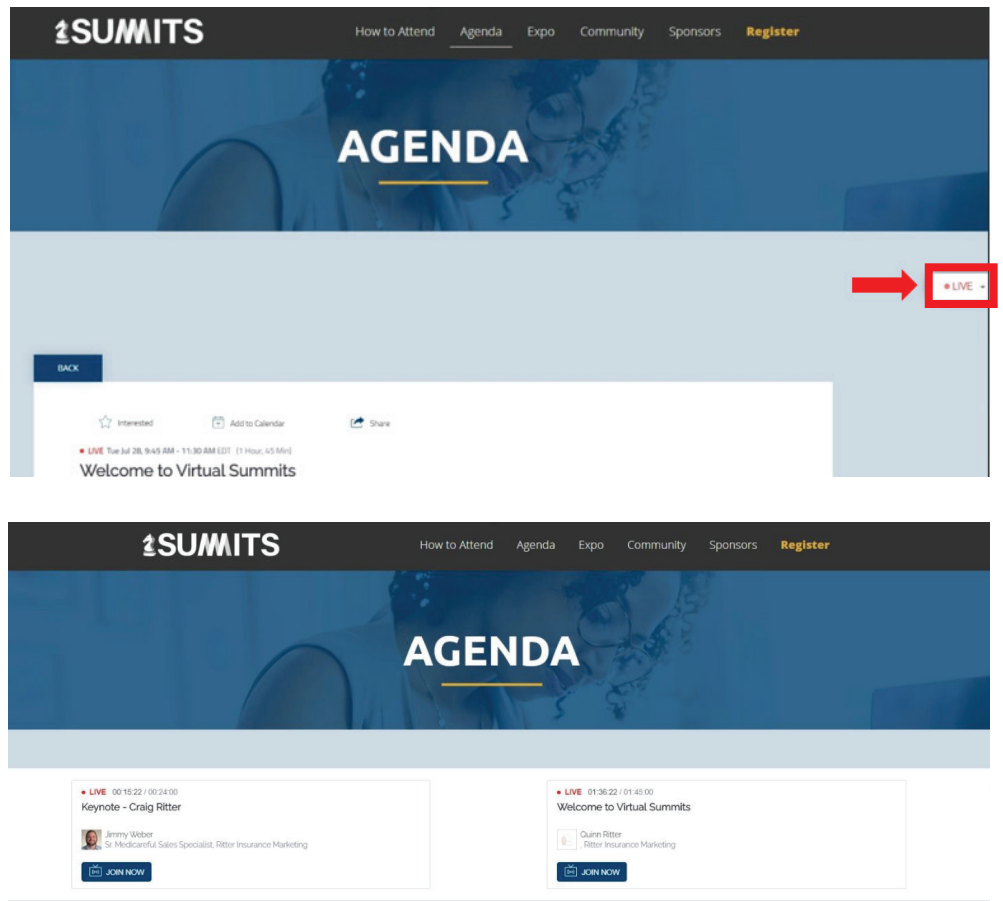 SUMMITS
How to Attend Agenda Expo Community Sponsors Register
AGENDA
LIVE
BACK
Interested Add to Calendar Share
LIVE Tue Jul 28, 9:45 AM - 11:30 AM EDT (1 Hour, 45 Min)
Welcome to Virtual Summits
SUMMITS
How to Attend Agenda Expo Community Sponsors Register
AGENDA
LIVE 00:15:22 / 00:24:00
Keynote - Craig Ritter
Jimmy Weber
Sr. Medicareful Sales Specialist, Ritter Insurance Marketing
JOIN NOW
LIVE 01:36:22 / 01:45:00
Welcome to Virtual Summits
Quinn Ritter
, Ritter Insurance Marketing
JOIN NOW